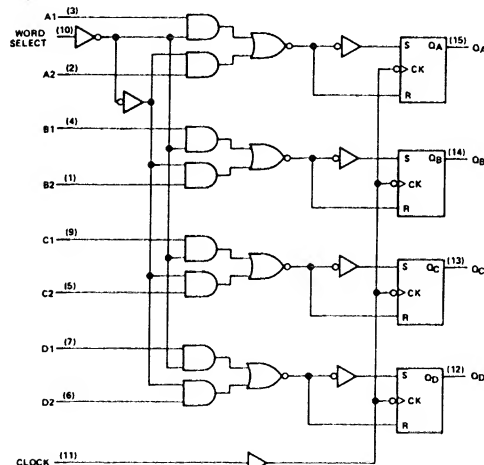 A1 (3)
WORD SELECT (10)
A2 (2)
S QA (15) QA
CK
R
B1 (4)
B2 (1)
S QB (14) QB
CK
R
C1 (9)
C2 (5)
S QC (13) QC
CK
R
D1 (7)
D2 (6)
S QD (12) QD
CK
R
CLOCK (11)